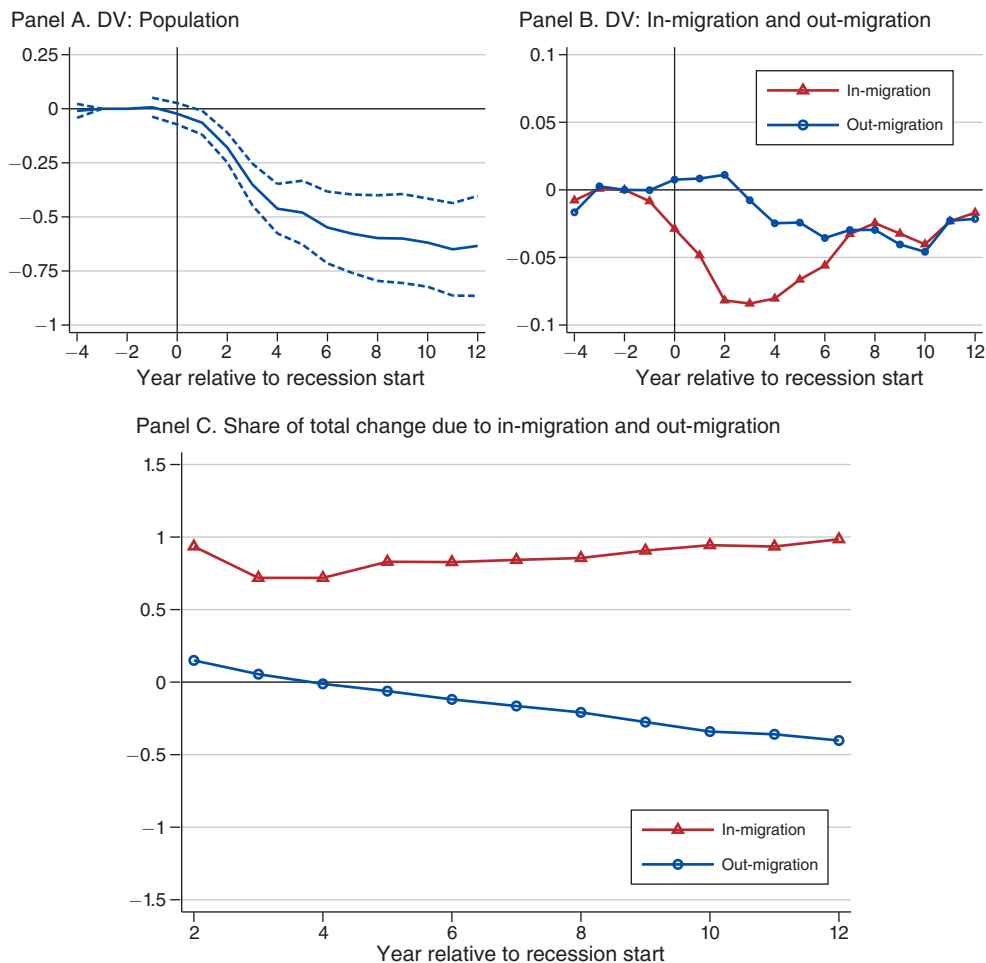 Panel A. DV: Population
0.25
0
−0.25
−0.5
−0.75
−1
−4 −2 0 2 4 6 8 10 12
Year relative to recession start
Panel B. DV: In-migration and out-migration
0.1
0.05
0
−0.05
−0.1
In-migration
Out-migration
−4 −2 0 2 4 6 8 10 12
Year relative to recession start
Panel C. Share of total change due to in-migration and out-migration
1.5
1
0.5
0
−0.5
−1
−1.5
In-migration
Out-migration
2 4 6 8 10 12
Year relative to recession start